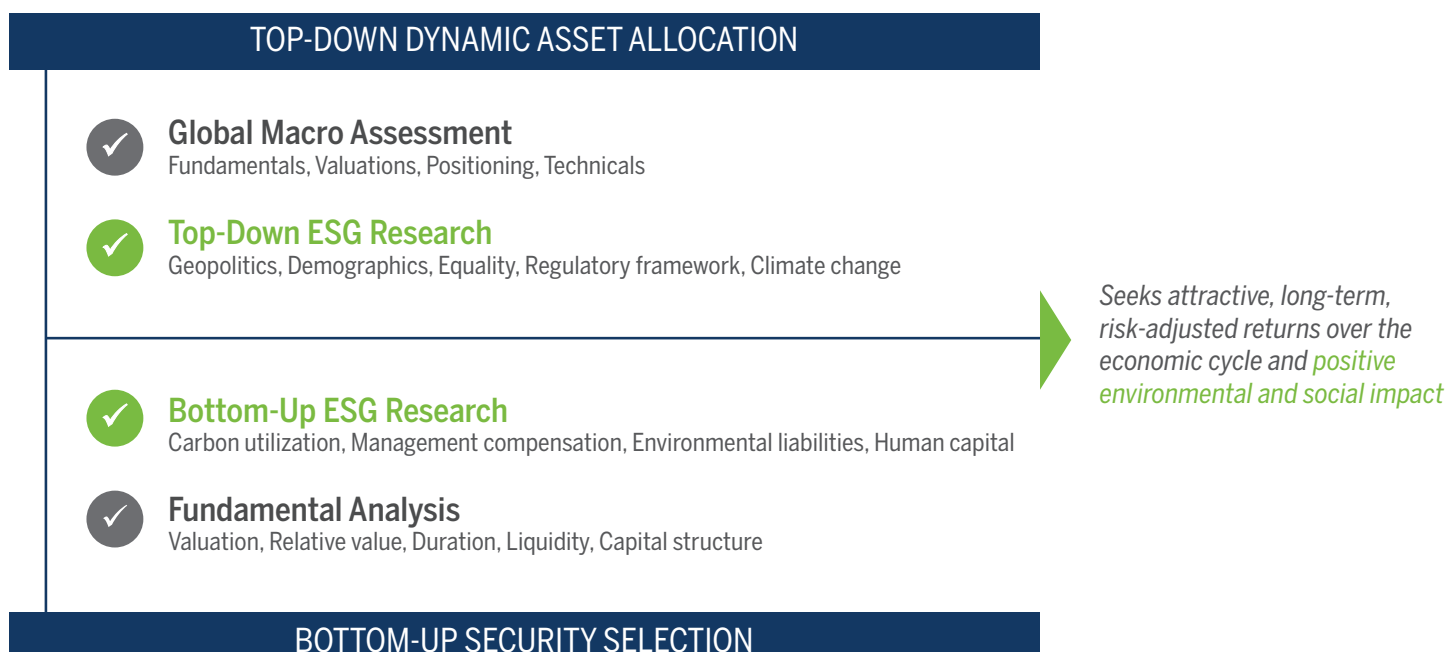 TOP-DOWN DYNAMIC ASSET ALLOCATION
Global Macro Assessment
Fundamentals, Valuations, Positioning, Technicals
Top-Down ESG Research
Geopolitics, Demographics, Equality, Regulatory framework, Climate change
Bottom-Up ESG Research
Carbon utilization, Management compensation, Environmental liabilities, Human capital
Fundamental Analysis
Valuation, Relative value, Duration, Liquidity, Capital structure
BOTTOM-UP SECURITY SELECTION
Seeks attractive, long-term,
risk-adjusted returns over the
economic cycle and positive
environmental and social impact